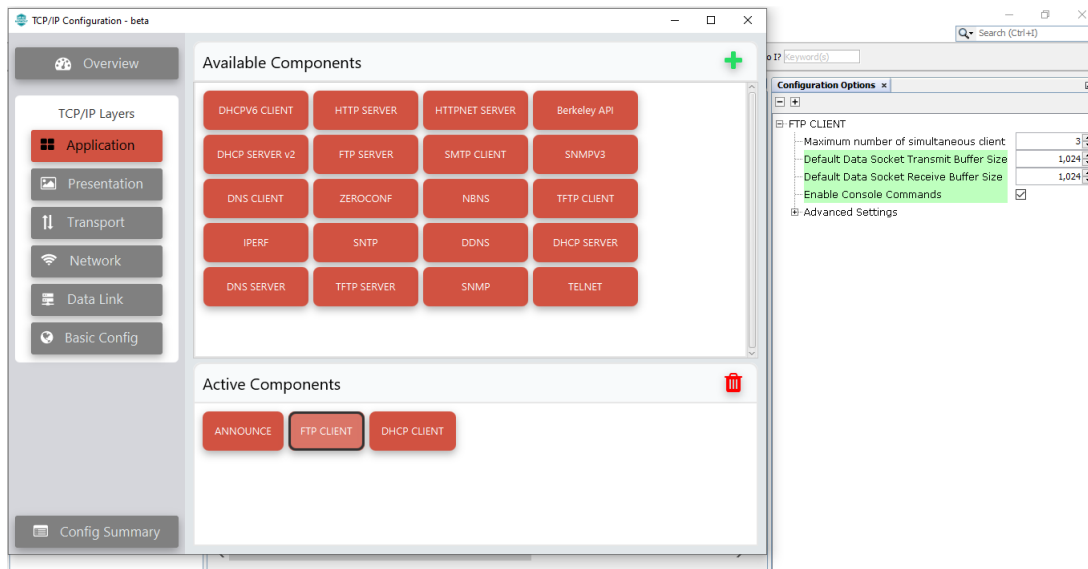 TCP/IP Configuration - beta
Search (Ctrl+I)
Overview
Available Components
o I? Keyword(s)
Configuration Options
TCP/IP Layers
Application
Presentation
Transport
Network
Data Link
Basic Config
Config Summary
DHCPV6 CLIENT HTTP SERVER HTTPNET SERVER Berkeley API
DHCP SERVER v2 FTP SERVER SMTP CLIENT SNMPV3
DNS CLIENT ZEROCONF NBNS TFTP CLIENT
IPERF SNTP DDNS DHCP SERVER
DNS SERVER TFTP SERVER SNMP TELNET
Active Components
ANNOUNCE FTP CLIENT DHCP CLIENT
FTP CLIENT
Maximum number of simultaneous client 3
Default Data Socket Transmit Buffer Size 1,024
Default Data Socket Receive Buffer Size 1,024
Enable Console Commands
Advanced Settings